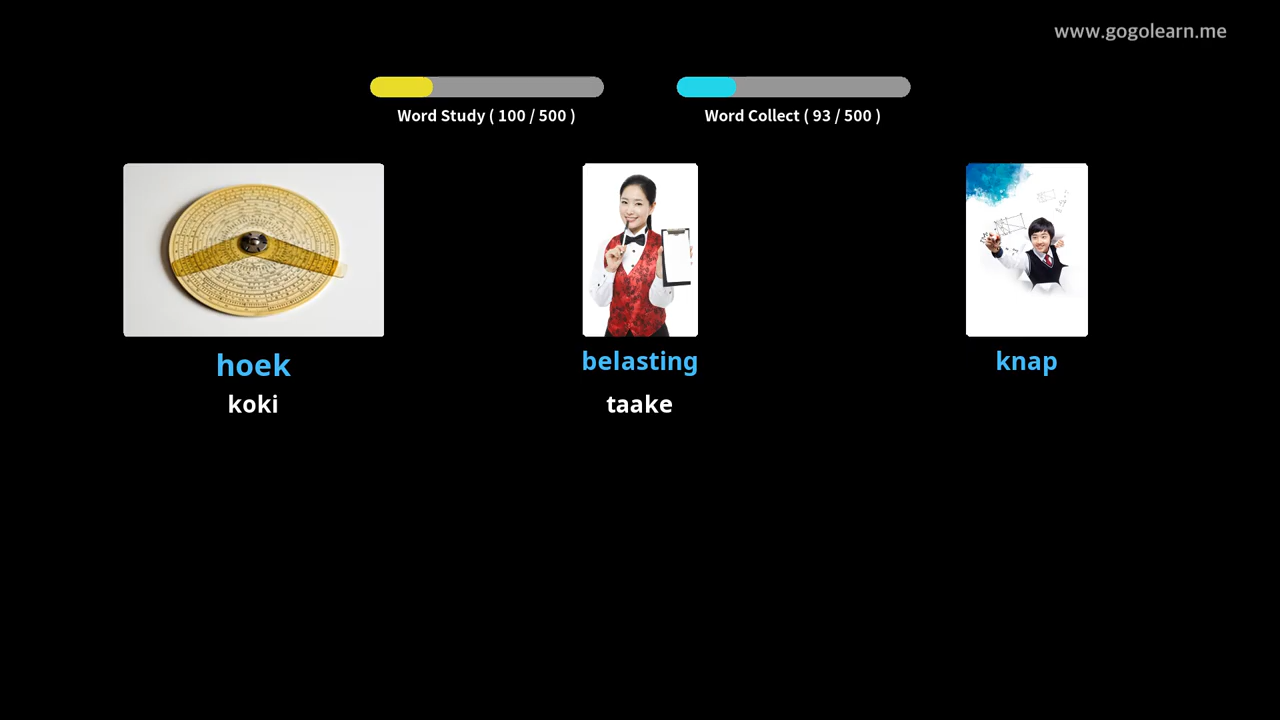 www.gogolearn.me
Word Study ( 100 / 500 )
Word Collect ( 93 / 500 )
hoek
belasting
knap
koki
taake